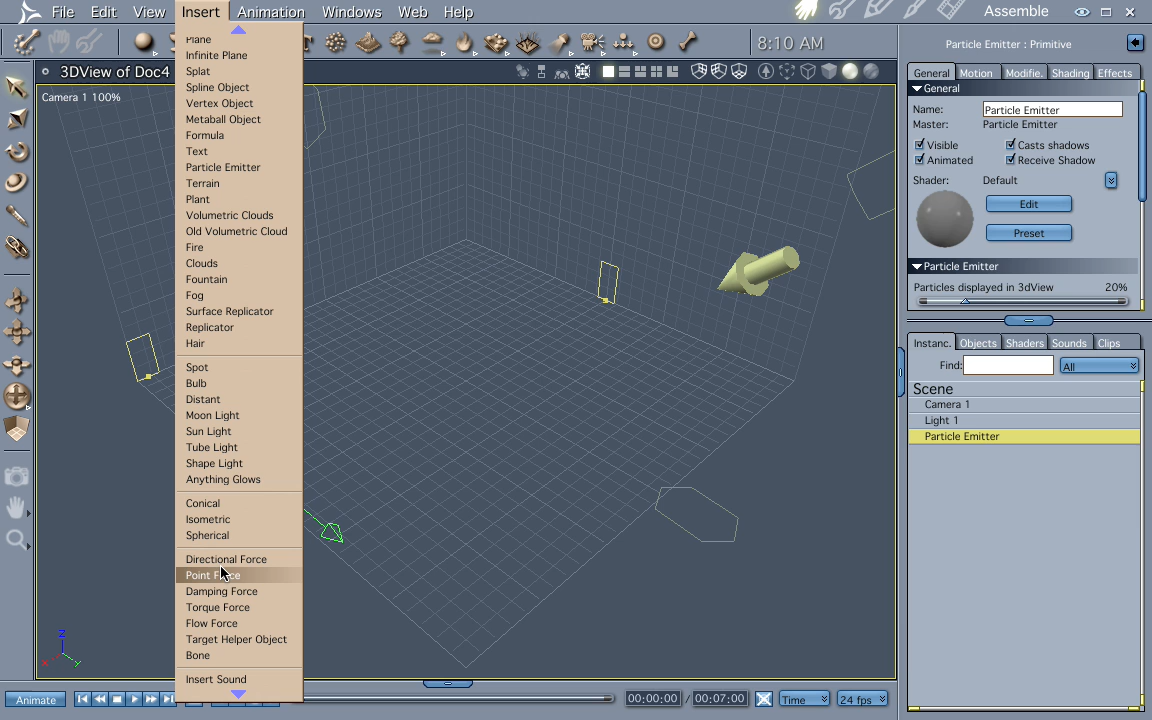 File Edit View Insert Animation Windows Web Help Assemble
8:10 AM
3DView of Doc4
Camera 1 100%
Plane
Infinite Plane
Splat
Spline Object
Vertex Object
Metaball Object
Formula
Text
Particle Emitter
Terrain
Plant
Volumetric Clouds
Old Volumetric Cloud
Fire
Clouds
Fountain
Fog
Surface Replicator
Replicator
Hair
Spot
Bulb
Distant
Moon Light
Sun Light
Tube Light
Shape Light
Anything Glows
Conical
Isometric
Spherical
Directional Force
Point Force
Damping Force
Torque Force
Flow Force
Target Helper Object
Bone
Insert Sound
Z
X
Y
Particle Emitter : Primitive
General Motion Modifie. Shading Effects
General
Name: Particle Emitter
Master: Particle Emitter
Visible Casts shadows
Animated Receive Shadow
Shader: Default
Edit
Preset
Particle Emitter
Particles displayed in 3dView 20%
Instanc. Objects Shaders Sounds Clips
Find: All
Scene
Camera 1
Light 1
Particle Emitter
Animate 00:00:00 / 00:07:00 Time 24 fps